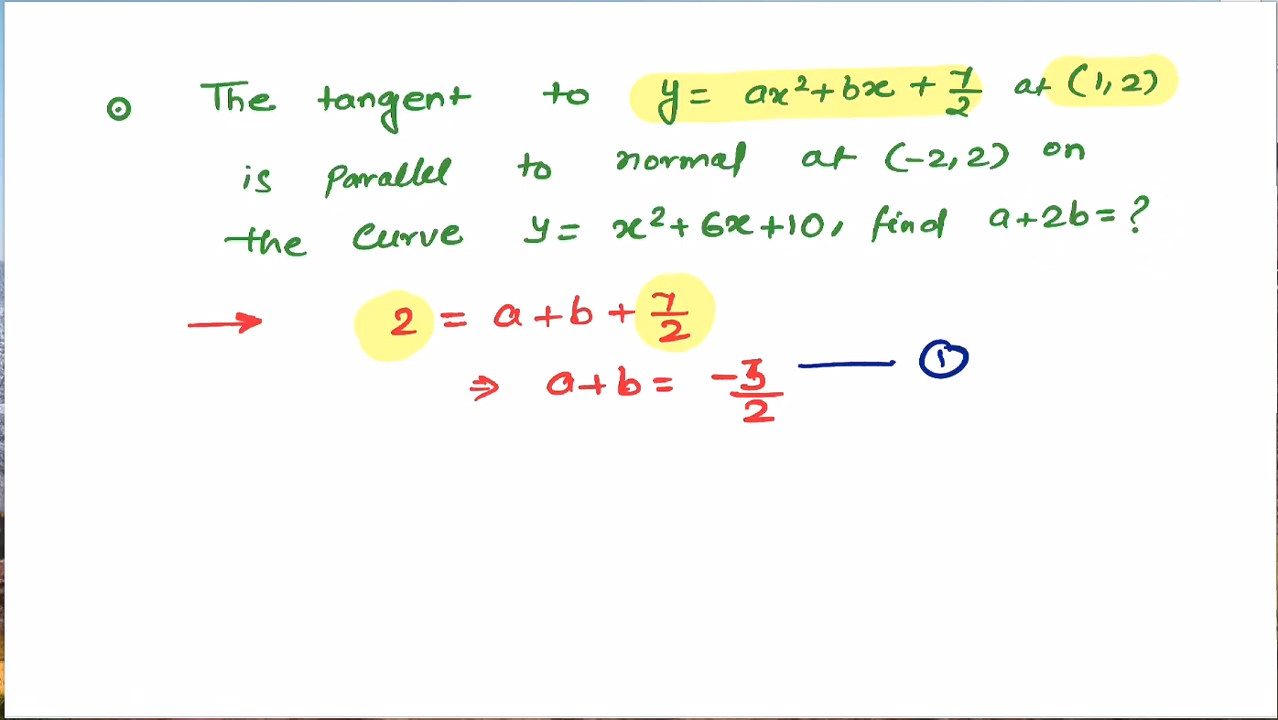 ⊙ The tangent to y = ax² + bx + 7/2 at (1,2)
is parallel to normal at (-2,2) on
the curve y = x² + 6x + 10, find a+2b = ?
→ 2 = a + b + 7/2
⇒ a + b = -3/2 —— ①